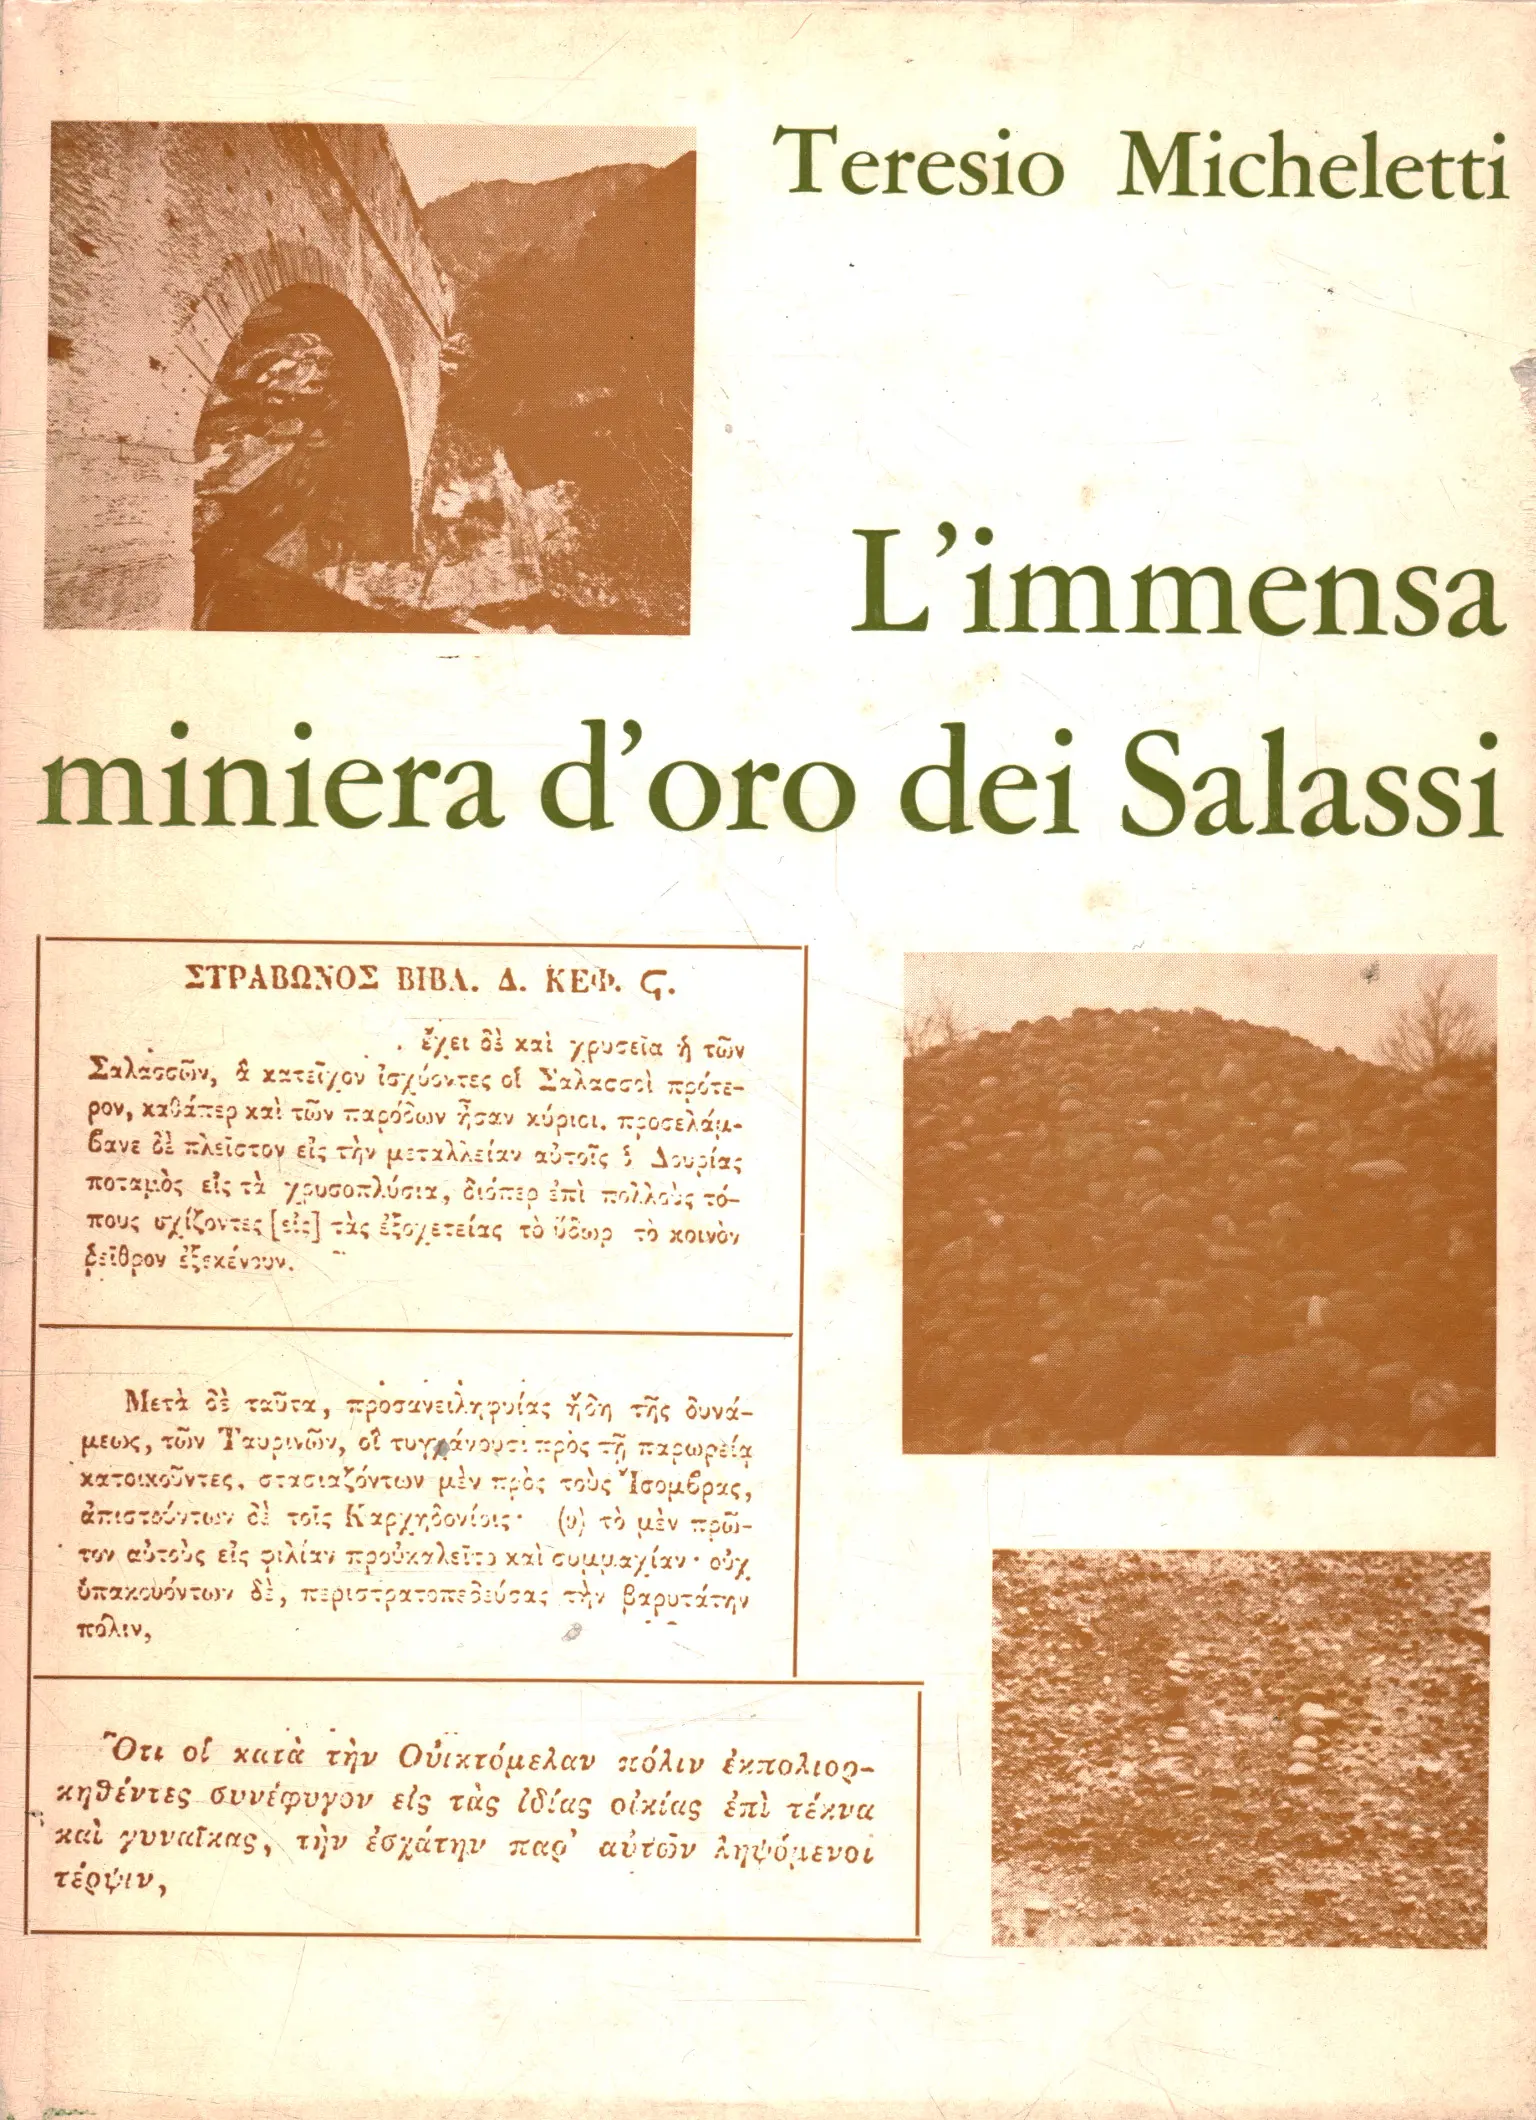 Teresio Micheletti
L'immensa
miniera d'oro dei Salassi
ΣΤΡΑΒΩΝΟΣ ΒΙΒΛ. Δ. ΚΕΦ. Ϛ.
. ἔχει δὲ καὶ χρυσεῖα ἡ τῶν
Σαλασσῶν, ἃ κατεῖχον ἰσχύοντες οἱ Σαλασσοὶ πρότε-
ρον, καθάπερ καὶ τῶν παρόδων ἦσαν κύριοι. προσελάμ-
ϐανε δὲ πλεῖστον εἰς τὴν μεταλλείαν αὐτοῖς ὁ Δουρίας
ποταμὸς εἰς τὰ χρυσοπλύσια, διόπερ ἐπὶ πολλοὺς τό-
πους σχίζοντες [εἰς] τὰς ἐξοχετείας τὸ ὕδωρ τὸ κοινὸν
ῥεῖθρον ἐξεκένουν.
Μετὰ δὲ ταῦτα, προσανειληφυίας ἤδη τῆς δυνά-
μεως, τῶν Ταυρινῶν, οἳ τυγχάνουσι πρὸς τῇ παρωρείᾳ
κατοικοῦντες, στασιαζόντων μὲν πρὸς τοὺς Ἴσομϐρας,
ἀπιστούντων δὲ τοῖς Καρχηδονίοις· (9) τὸ μὲν πρῶ-
τον αὐτοὺς εἰς φιλίαν προὐκαλεῖτο καὶ συμμαχίαν· οὐχ
ὑπακουόντων δὲ, περιστρατοπεδεύσας τὴν βαρυτάτην
πόλιν,
Ὅτι οἱ κατὰ τὴν Οὐικτόμελαν πόλιν ἐκπολιορ-
κηθέντες συνέφυγον εἰς τὰς ἰδίας οἰκίας ἐπὶ τέκνα
καὶ γυναῖκας, τὴν ἐσχάτην παρ' αὐτῶν ληψόμενοι
τέρψιν,